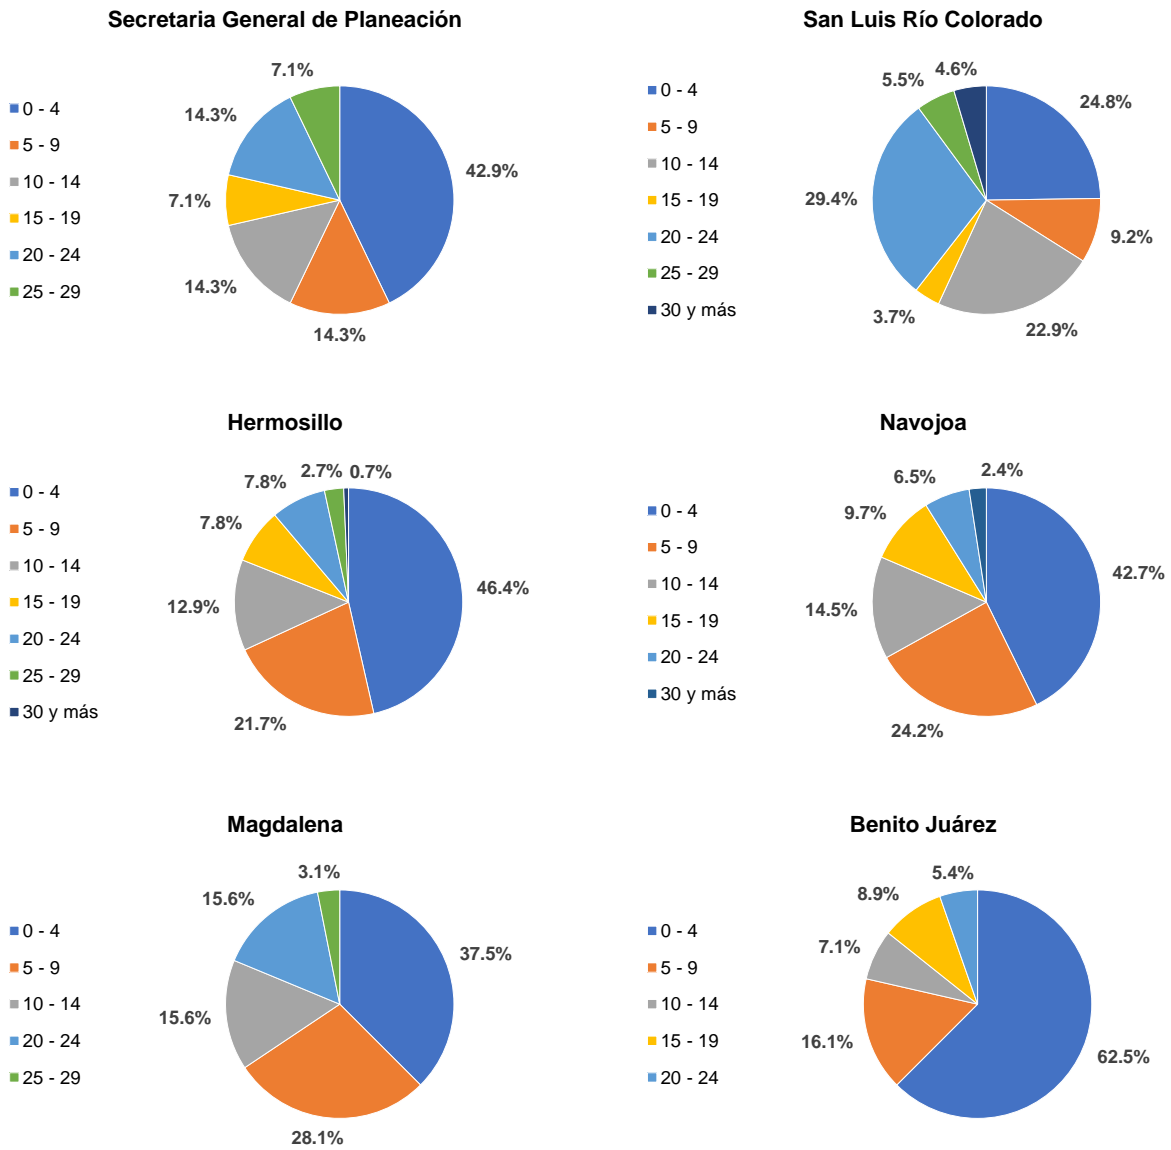 Secretaria General de Planeación
0 - 4
5 - 9
10 - 14
15 - 19
20 - 24
25 - 29
7.1%
14.3%
42.9%
7.1%
14.3%
14.3%
San Luis Río Colorado
0 - 4
5 - 9
10 - 14
15 - 19
20 - 24
25 - 29
30 y más
4.6%
5.5%
24.8%
29.4%
9.2%
3.7%
22.9%
Hermosillo
0 - 4
5 - 9
10 - 14
15 - 19
20 - 24
25 - 29
30 y más
2.7%
0.7%
7.8%
7.8%
46.4%
12.9%
21.7%
Navojoa
0 - 4
5 - 9
10 - 14
15 - 19
20 - 24
30 y más
2.4%
6.5%
9.7%
42.7%
14.5%
24.2%
Magdalena
0 - 4
5 - 9
10 - 14
20 - 24
25 - 29
3.1%
15.6%
37.5%
15.6%
28.1%
Benito Juárez
0 - 4
5 - 9
10 - 14
15 - 19
20 - 24
5.4%
8.9%
7.1%
16.1%
62.5%